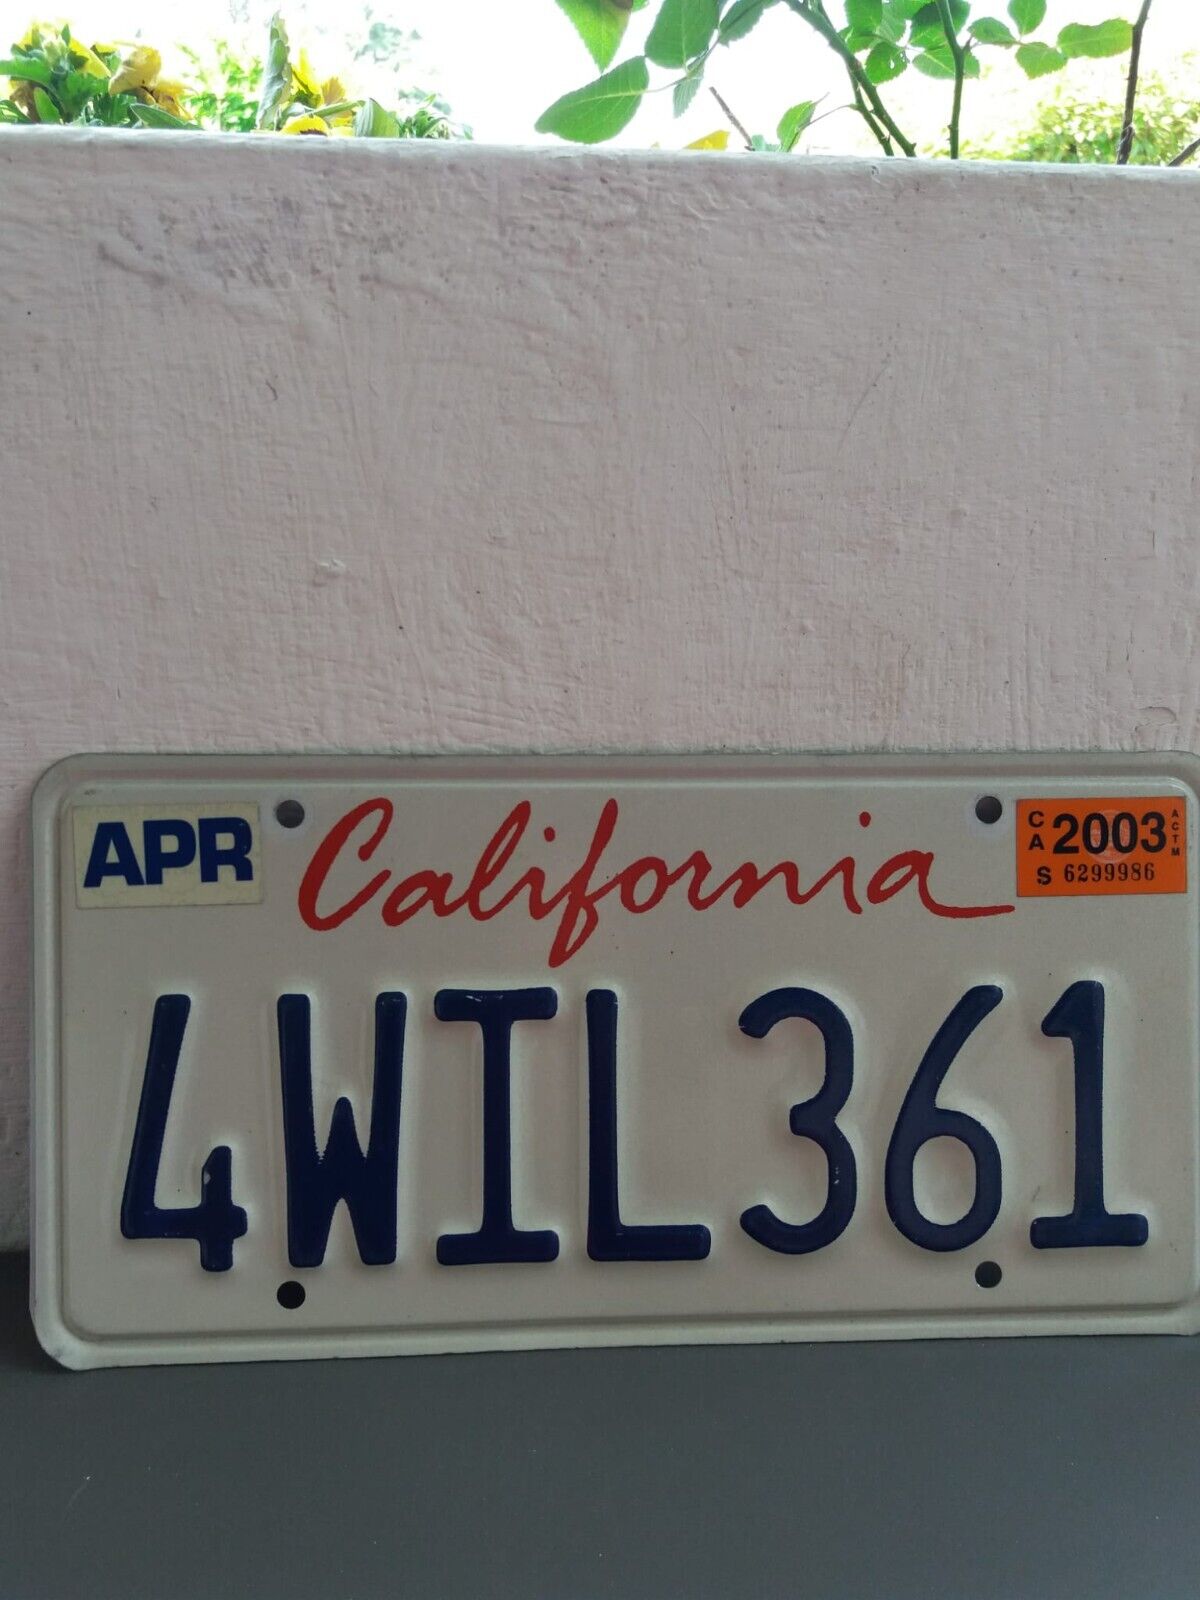 APR
California
CA 2003 ACTM
S 6299986
4WIL361